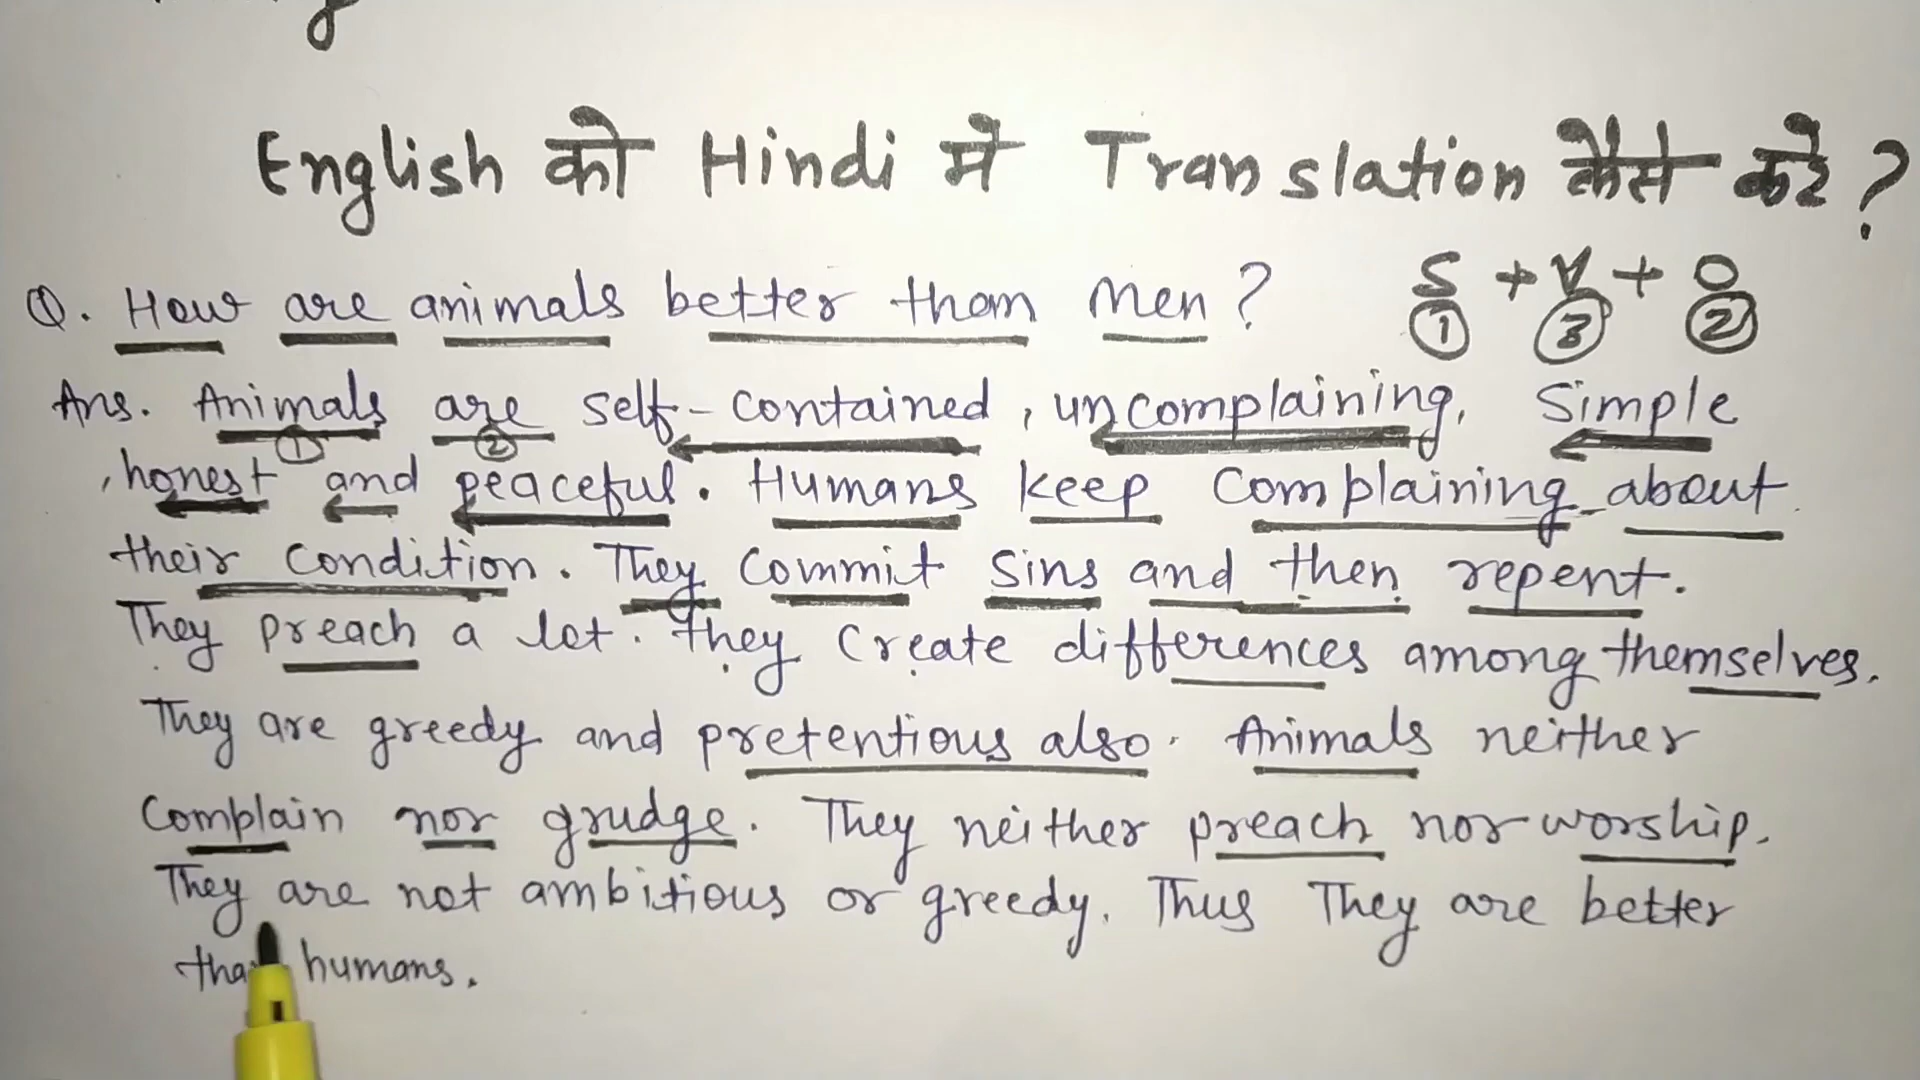 English को Hindi मे Translation कैसे करे ?
Q. How are animals better than Men ?
S + V + O
1 3 2
Ans. Animals are self-contained, uncomplaining, Simple
1 2
, honest and peaceful. Humans keep Complaining about
their Condition. They Commit Sins and then repent.
They preach a lot. They Create differences among themselves.
They are greedy and pretentious also. Animals neither
Complain nor grudge. They neither preach nor worship.
They are not ambitious or greedy. Thus They are better
than humans.